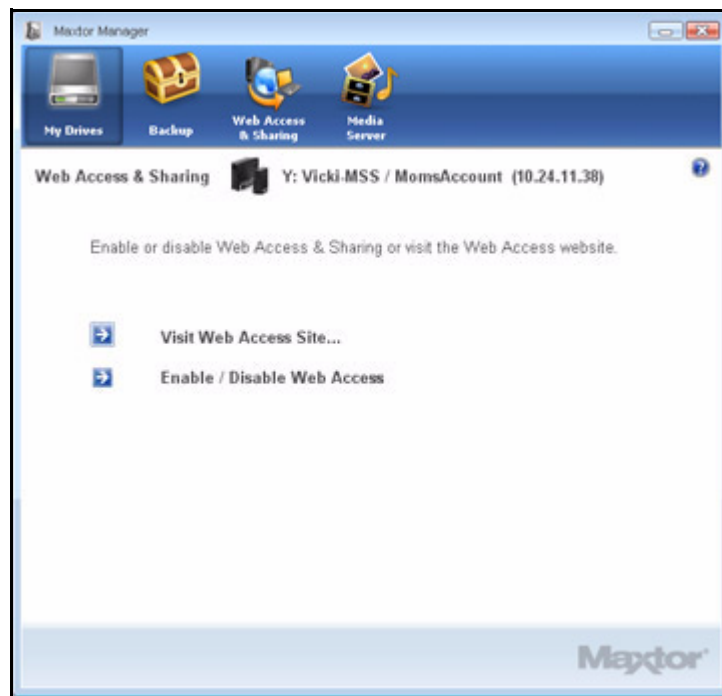 Maxtor Manager
My Drives
Backup
Web Access
& Sharing
Media
Server
Web Access & Sharing
Y: Vicki-MSS / MomsAccount (10.24.11.38)
Enable or disable Web Access & Sharing or visit the Web Access website.
Visit Web Access Site...
Enable / Disable Web Access
Maxtor